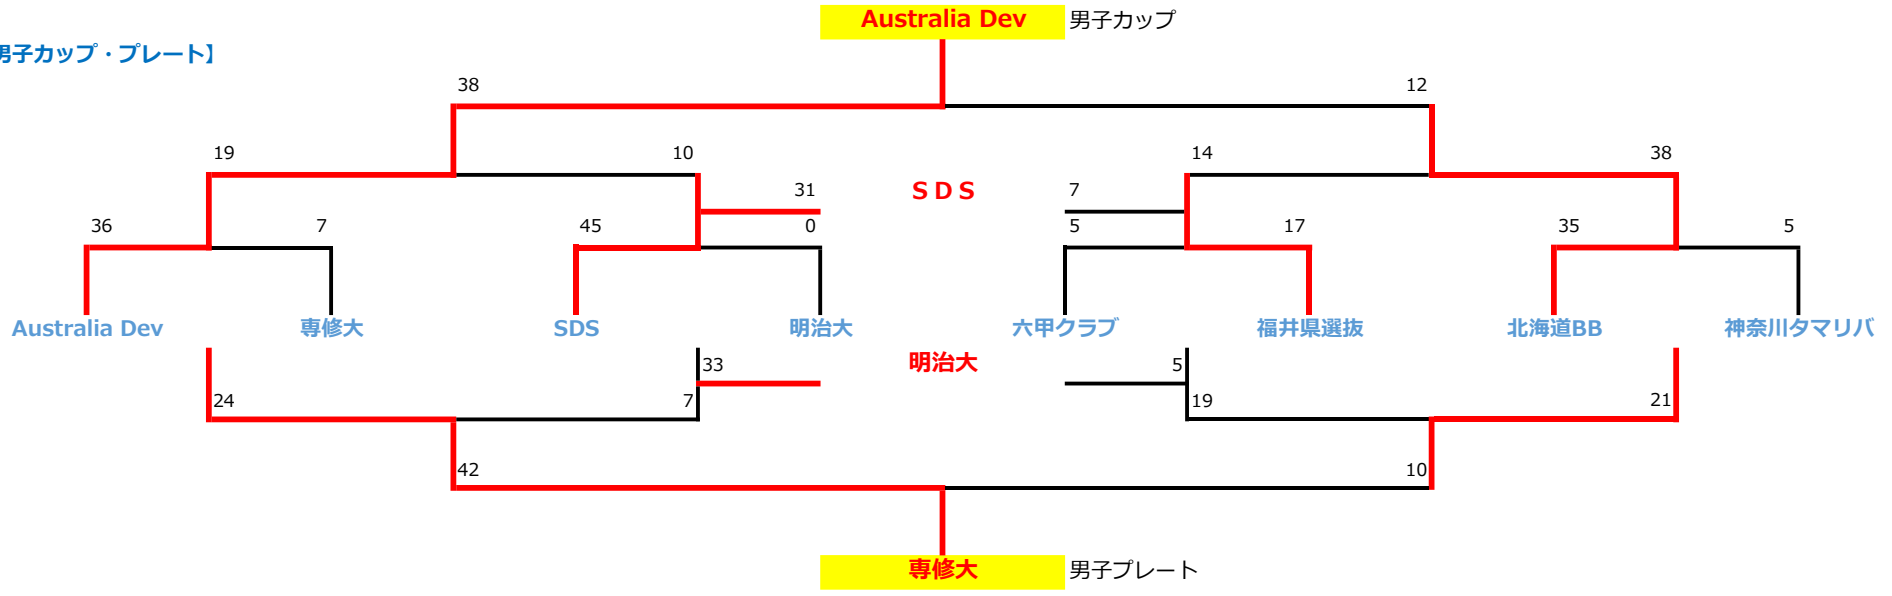 Australia Dev 男子カップ
男子カップ・プレート】
38 12
19 10 14 38
31 ＳＤＳ 7
36 7 45 0 5 17 35 5
Australia Dev 専修大 SDS 明治大 六甲クラブ 福井県選抜 北海道BB 神奈川タマリバ
33 明治大 5
24 7 19 21
42 10
専修大 男子プレート